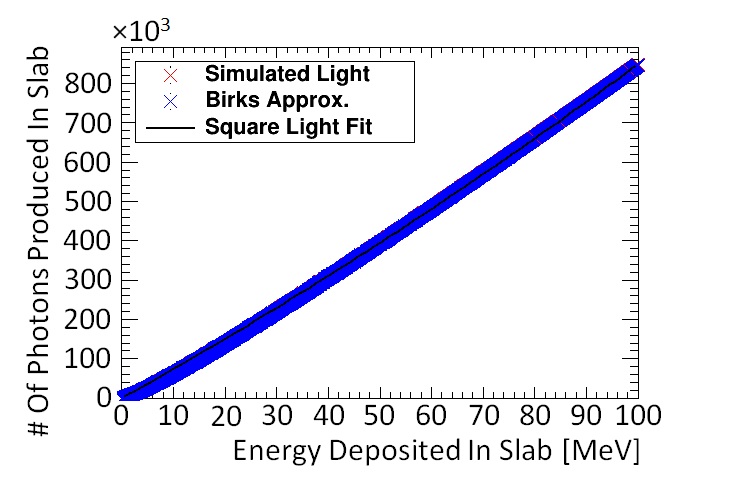 ×10³
# Of Photons Produced In Slab
800
700
600
500
400
300
200
100
0
Simulated Light
Birks Approx.
Square Light Fit
0 10 20 30 40 50 60 70 80 90 100
Energy Deposited In Slab [MeV]